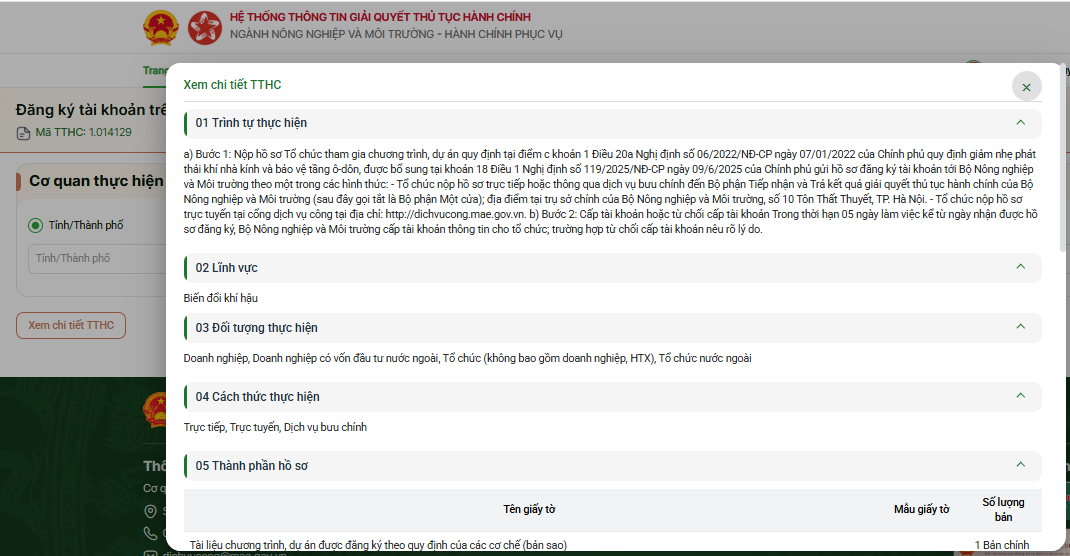 HỆ THỐNG THÔNG TIN GIẢI QUYẾT THỦ TỤC HÀNH CHÍNH
NGÀNH NÔNG NGHIỆP VÀ MÔI TRƯỜNG - HÀNH CHÍNH PHỤC VỤ
Xem chi tiết TTHC
Đăng ký tài khoản
Mã TTHC: 1.014129
Cơ quan thực hiện
Tỉnh/Thành phố
Tỉnh/Thành phố
Xem chi tiết TTHC
01 Trình tự thực hiện
a) Bước 1: Nộp hồ sơ Tổ chức tham gia chương trình, dự án quy định tại điểm c khoản 1 Điều 20a Nghị định số 06/2022/NĐ-CP ngày 07/01/2022 của Chính phủ quy định giảm nhẹ phát
thải khí nhà kính và bảo vệ tầng ô-dôn, được bổ sung tại khoản 18 Điều 1 Nghị định số 119/2025/NĐ-CP ngày 09/6/2025 của Chính phủ gửi hồ sơ đăng ký tài khoản tới Bộ Nông nghiệp
và Môi trường theo một trong các hình thức: - Tổ chức nộp hồ sơ trực tiếp hoặc thông qua dịch vụ bưu chính đến Bộ phận Tiếp nhận và Trả kết quả giải quyết thủ tục hành chính của Bộ
Nông nghiệp và Môi trường (sau đây gọi tắt là Bộ phận Một cửa); địa điểm tại trụ sở chính của Bộ Nông nghiệp và Môi trường, số 10 Tôn Thất Thuyết, TP. Hà Nội. - Tổ chức nộp hồ sơ
trực tuyến tại cổng dịch vụ công tại địa chỉ: http://dichvucong.mae.gov.vn. b) Bước 2: Cấp tài khoản hoặc từ chối cấp tài khoản Trong thời hạn 05 ngày làm việc kể từ ngày nhận được hồ
sơ đăng ký, Bộ Nông nghiệp và Môi trường cấp tài khoản thông tin cho tổ chức; trường hợp từ chối cấp tài khoản nêu rõ lý do.
02 Lĩnh vực
Biến đổi khí hậu
03 Đối tượng thực hiện
Doanh nghiệp, Doanh nghiệp có vốn đầu tư nước ngoài, Tổ chức (không bao gồm doanh nghiệp, HTX), Tổ chức nước ngoài
04 Cách thức thực hiện
Trực tiếp, Trực tuyến, Dịch vụ bưu chính
05 Thành phần hồ sơ
Tên giấy tờ Mẫu giấy tờ Số lượng bản
Tài liệu chương trình, dự án được đăng ký theo quy định của các cơ chế (bản sao) 1 Bản chính